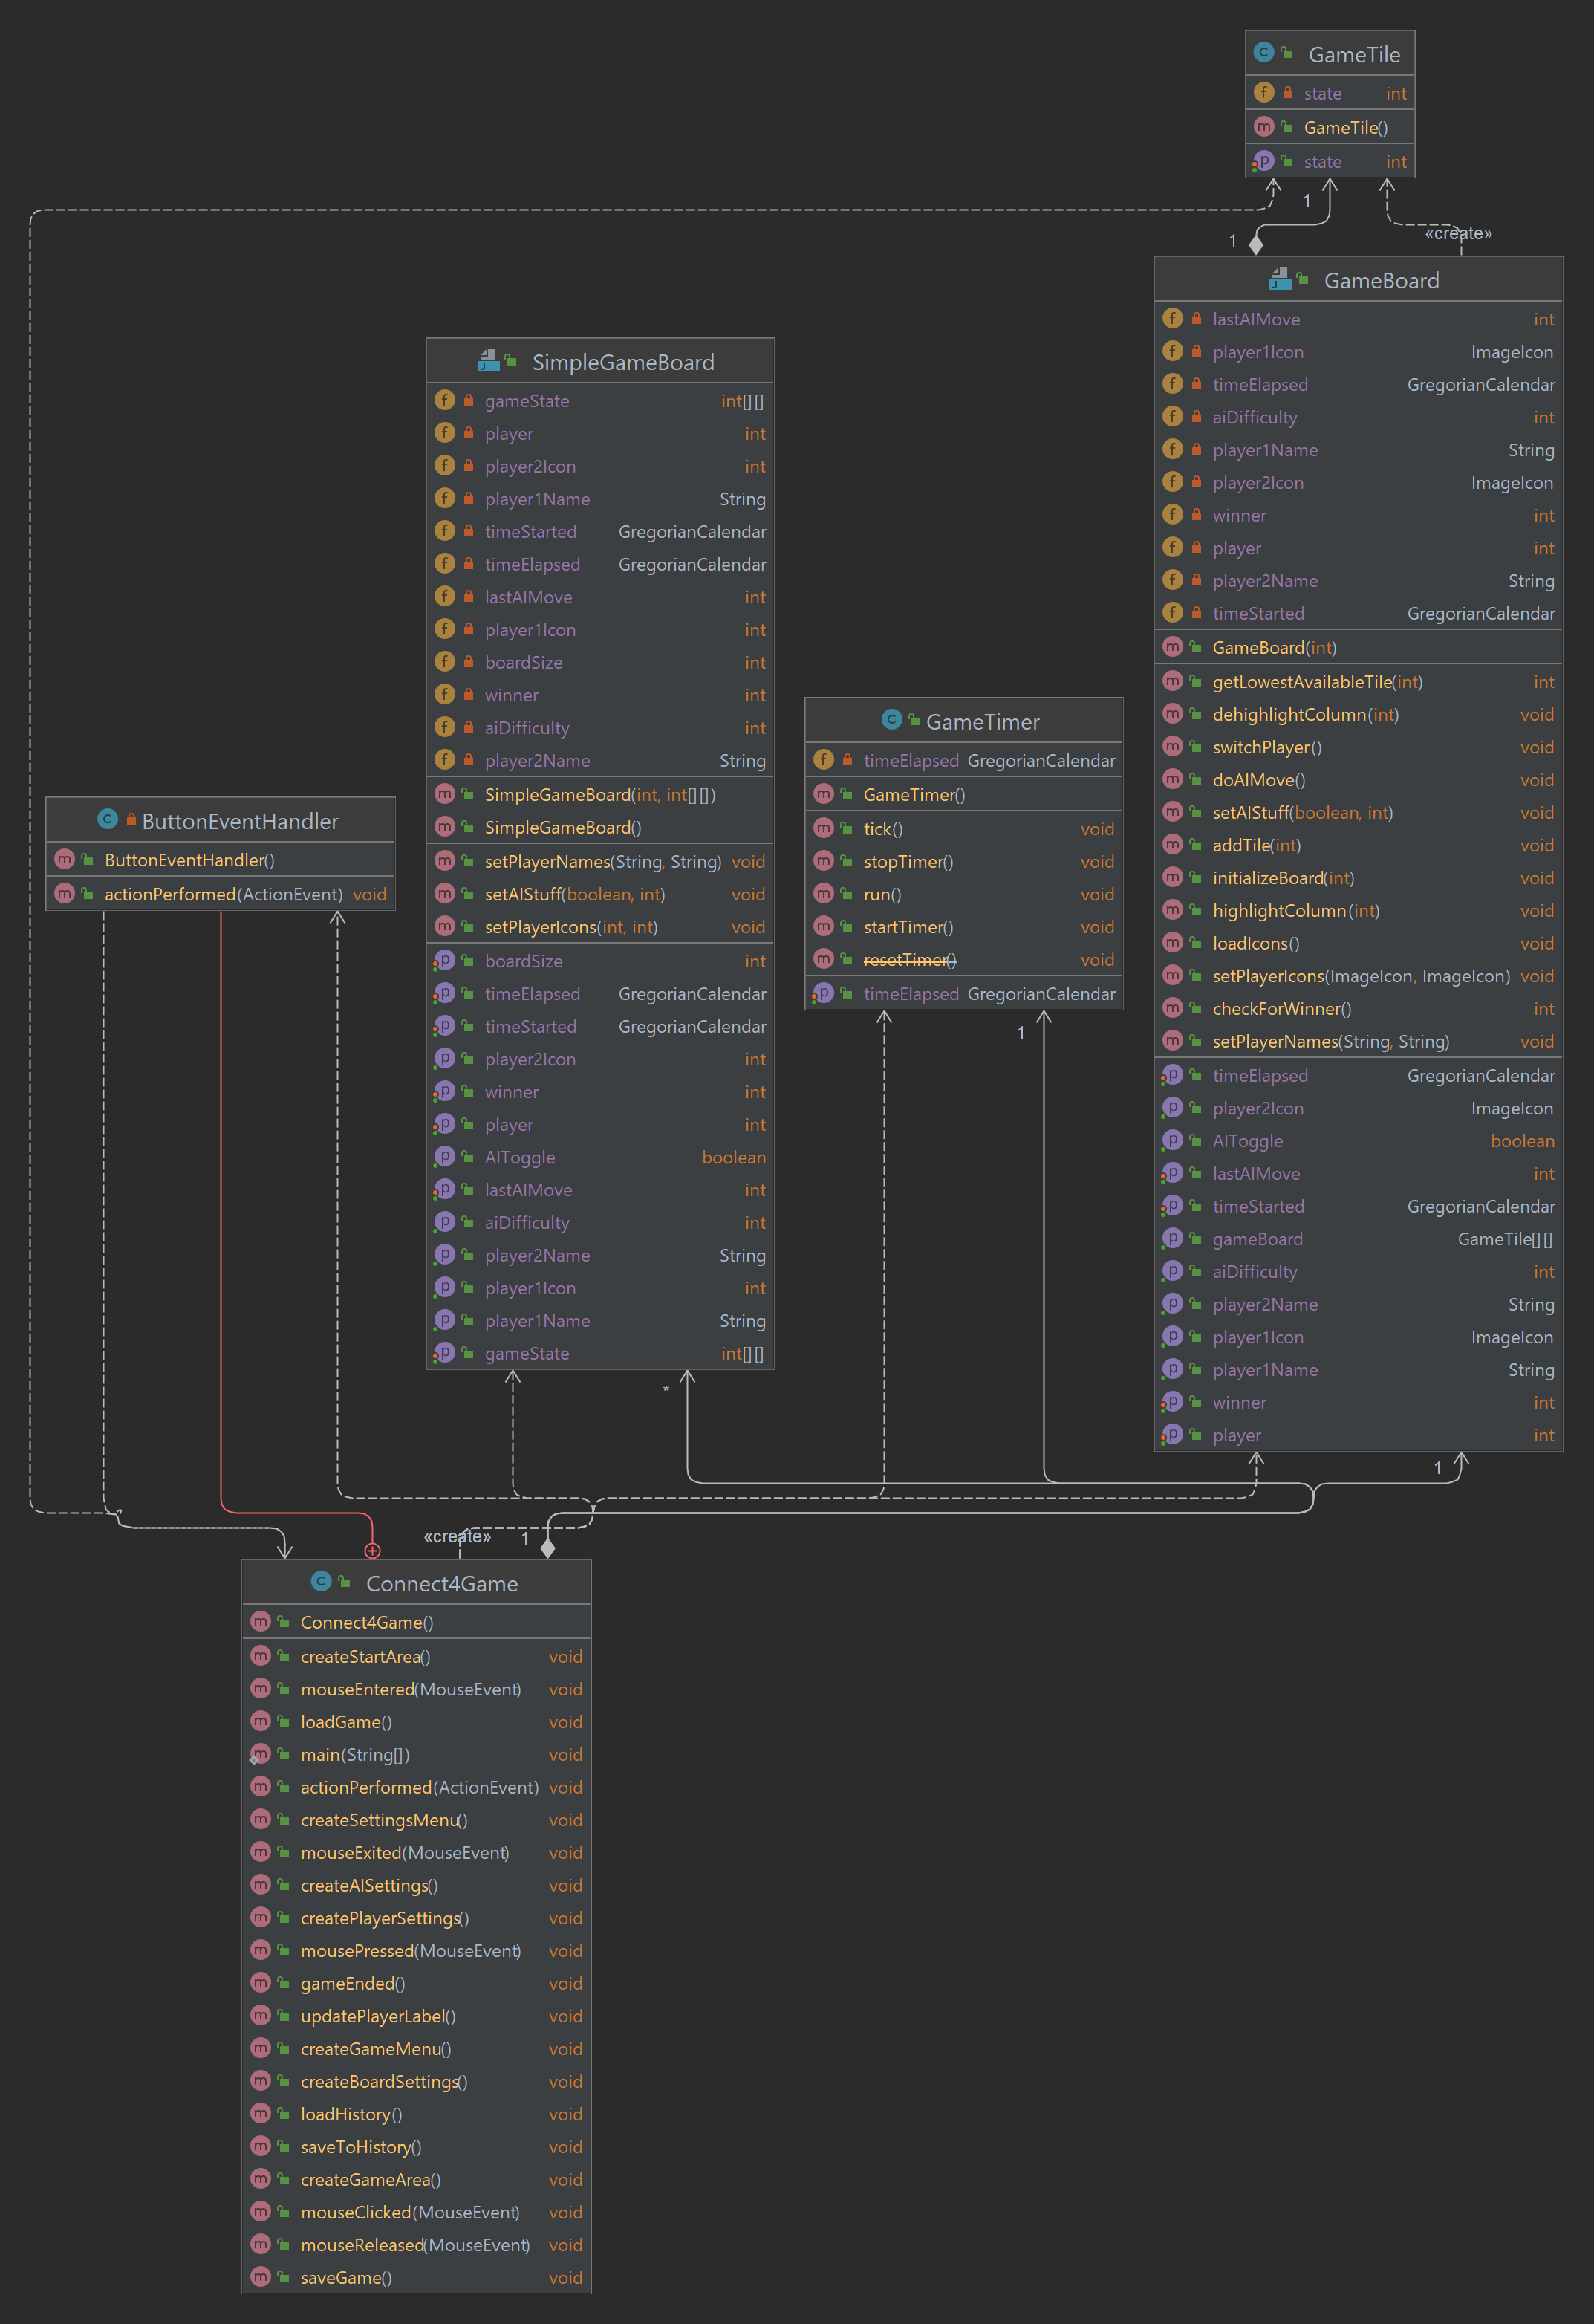 GameTile
state int
GameTile()
state int
1
1
«create»
GameBoard
lastAIMove int
player1Icon ImageIcon
timeElapsed GregorianCalendar
aiDifficulty int
player1Name String
player2Icon ImageIcon
winner int
player int
player2Name String
timeStarted GregorianCalendar
GameBoard(int)
getLowestAvailableTile(int) int
dehighlightColumn(int) void
switchPlayer() void
doAIMove() void
setAIStuff(boolean, int) void
addTile(int) void
initializeBoard(int) void
highlightColumn(int) void
loadIcons() void
setPlayerIcons(ImageIcon, ImageIcon) void
checkForWinner() int
setPlayerNames(String, String) void
timeElapsed GregorianCalendar
player2Icon ImageIcon
AIToggle boolean
lastAIMove int
timeStarted GregorianCalendar
gameBoard GameTile[][]
aiDifficulty int
player2Name String
player1Icon ImageIcon
player1Name String
winner int
player int
1
SimpleGameBoard
gameState int[][]
player int
player2Icon int
player1Name String
timeStarted GregorianCalendar
timeElapsed GregorianCalendar
lastAIMove int
player1Icon int
boardSize int
winner int
aiDifficulty int
player2Name String
SimpleGameBoard(int, int[][])
SimpleGameBoard()
setPlayerNames(String, String) void
setAIStuff(boolean, int) void
setPlayerIcons(int, int) void
boardSize int
timeElapsed GregorianCalendar
timeStarted GregorianCalendar
player2Icon int
winner int
player int
AIToggle boolean
lastAIMove int
aiDifficulty int
player2Name String
player1Icon int
player1Name String
gameState int[][]
*
GameTimer
timeElapsed GregorianCalendar
GameTimer()
tick() void
stopTimer() void
run() void
startTimer() void
resetTimer() void
timeElapsed GregorianCalendar
1
ButtonEventHandler
ButtonEventHandler()
actionPerformed(ActionEvent) void
«create»
1
Connect4Game
Connect4Game()
createStartArea() void
mouseEntered(MouseEvent) void
loadGame() void
main(String[]) void
actionPerformed(ActionEvent) void
createSettingsMenu() void
mouseExited(MouseEvent) void
createAISettings() void
createPlayerSettings() void
mousePressed(MouseEvent) void
gameEnded() void
updatePlayerLabel() void
createGameMenu() void
createBoardSettings() void
loadHistory() void
saveToHistory() void
createGameArea() void
mouseClicked(MouseEvent) void
mouseReleased(MouseEvent) void
saveGame() void